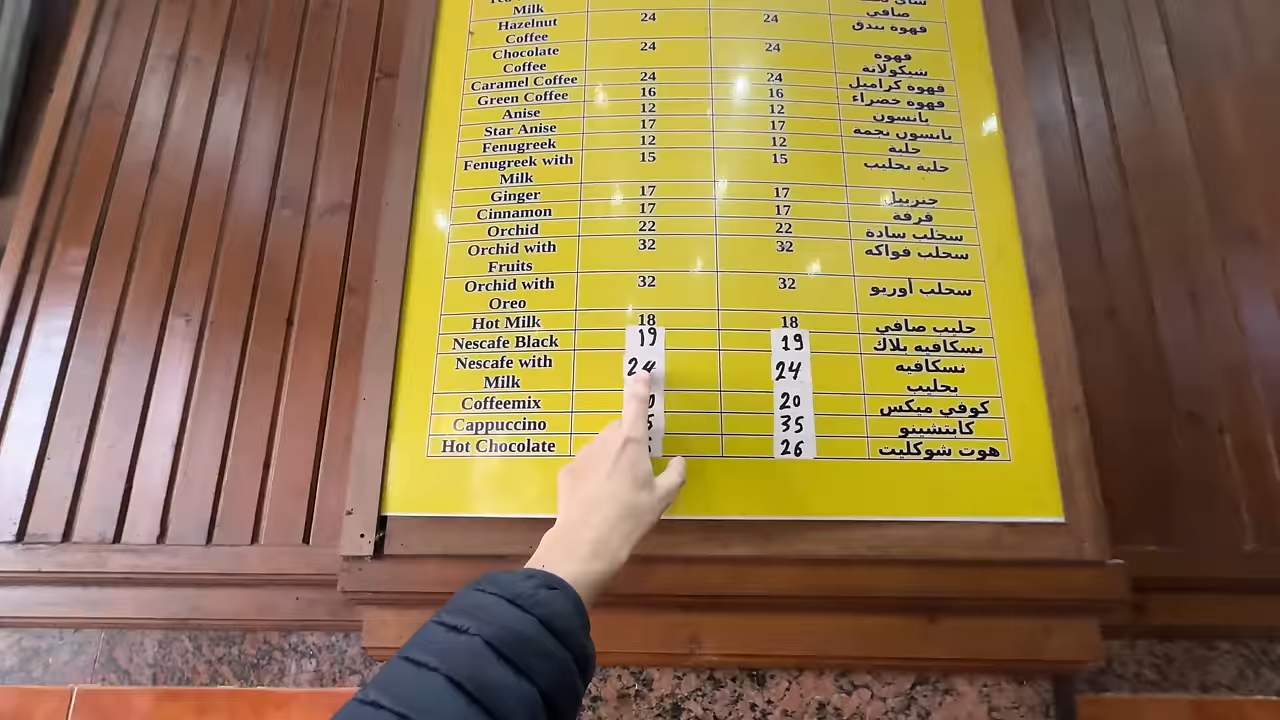 Milk
صافي
Hazelnut 24 24 قهوة بندق
Coffee
Chocolate 24 24 قهوه
Coffee شيكولاتة
Caramel Coffee 24 24 قهوه كراميل
Green Coffee 16 16 قهوه خضراء
Anise 12 12 يانسون
Star Anise 17 17 يانسون نجمة
Fenugreek 12 12 حلبة
Fenugreek with 15 15 حلبة بحليب
Milk
Ginger 17 17 جنزبيل
Cinnamon 17 17 قرفة
Orchid 22 22 سحلب سادة
Orchid with 32 32 سحلب فواكه
Fruits
Orchid with 32 32 سحلب أوريو
Oreo
Hot Milk 18 18 حليب صافي
Nescafe Black 19 19 نسكافيه بلاك
Nescafe with 24 24 نسكافيه
Milk بحليب
Coffeemix 20 كوفي ميكس
Cappuccino 35 كابتشينو
Hot Chocolate 26 هوت شوكليت